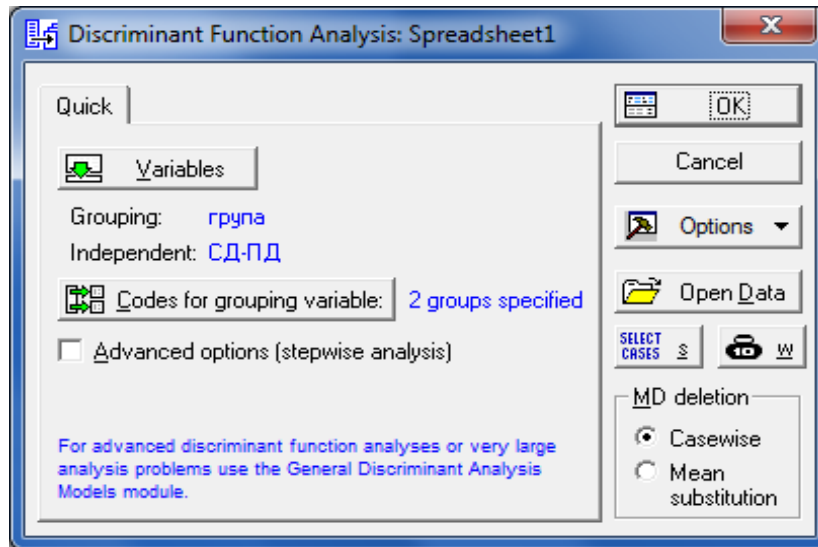 Discriminant Function Analysis: Spreadsheet1
Quick
Variables
Grouping: група
Independent: СД-ПД
Codes for grouping variable: 2 groups specified
Advanced options (stepwise analysis)
For advanced discriminant function analyses or very large
analysis problems use the General Discriminant Analysis
Models module.
OK
Cancel
Options
Open Data
SELECT
CASES S W
MD deletion
Casewise
Mean
substitution